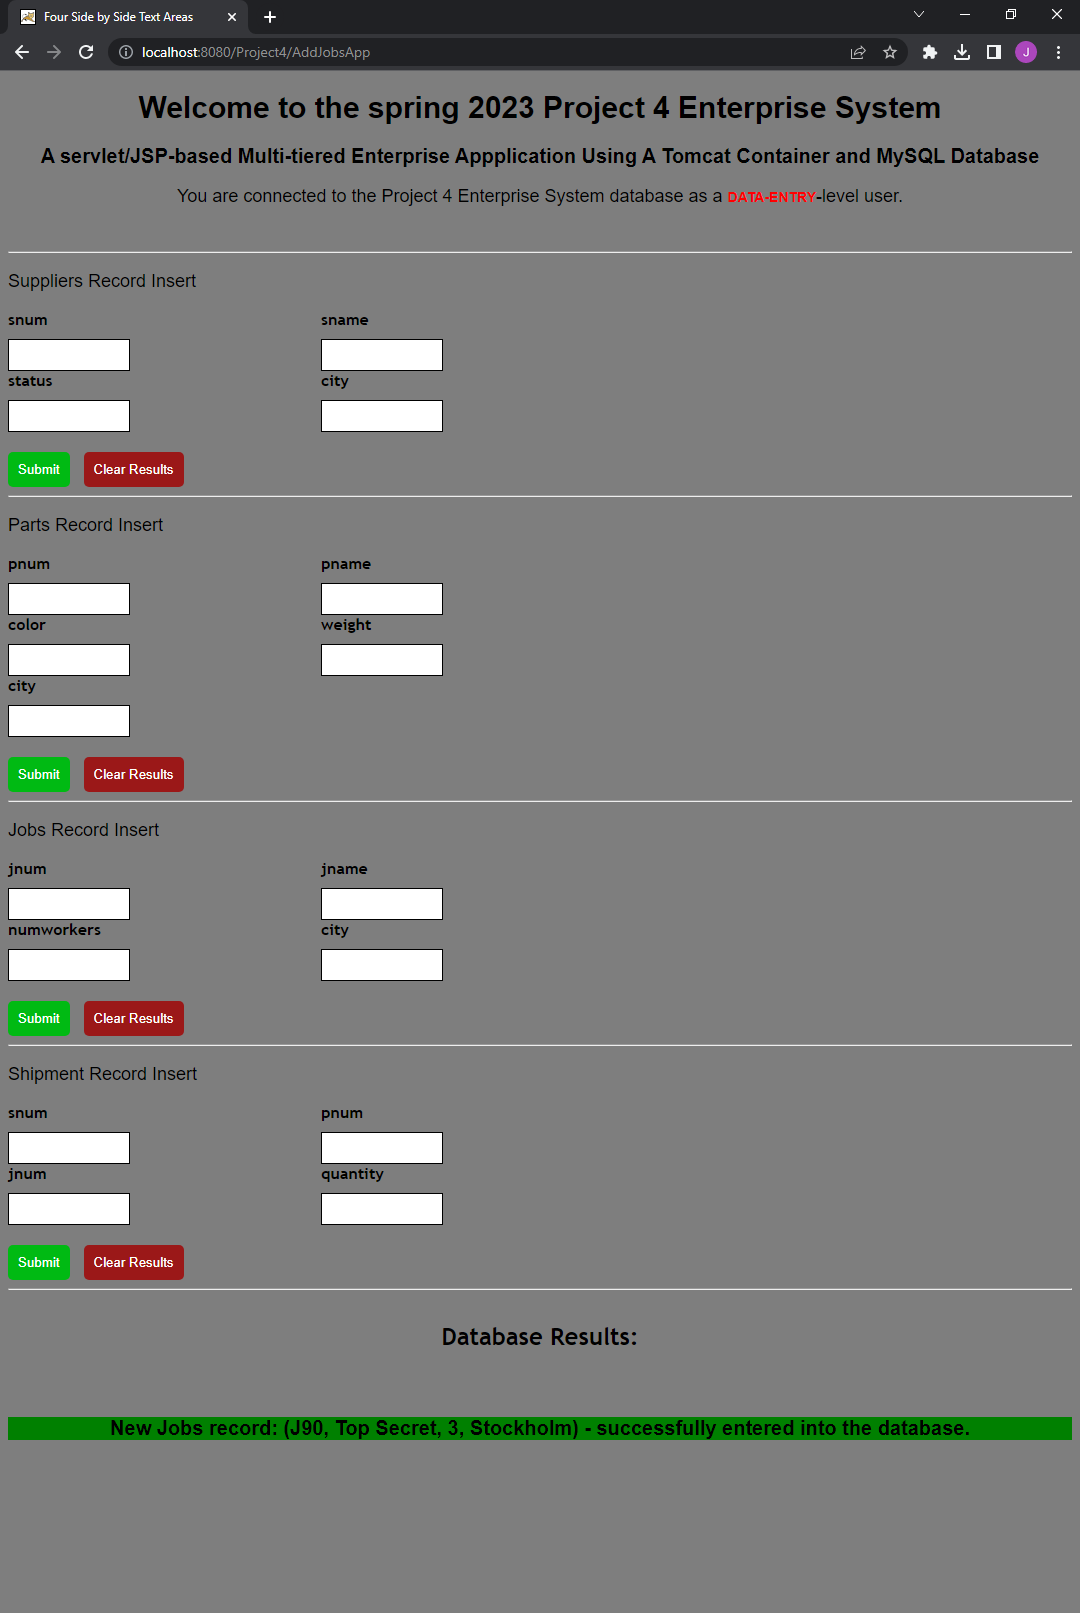 Four Side by Side Text Areas
localhost:8080/Project4/AddJobsApp
J
Welcome to the spring 2023 Project 4 Enterprise System
A servlet/JSP-based Multi-tiered Enterprise Appplication Using A Tomcat Container and MySQL Database
You are connected to the Project 4 Enterprise System database as a DATA-ENTRY-level user.
Suppliers Record Insert
snum sname
status city
Submit Clear Results
Parts Record Insert
pnum pname
color weight
city
Submit Clear Results
Jobs Record Insert
jnum jname
numworkers city
Submit Clear Results
Shipment Record Insert
snum pnum
jnum quantity
Submit Clear Results
Database Results:
New Jobs record: (J90, Top Secret, 3, Stockholm) - successfully entered into the database.